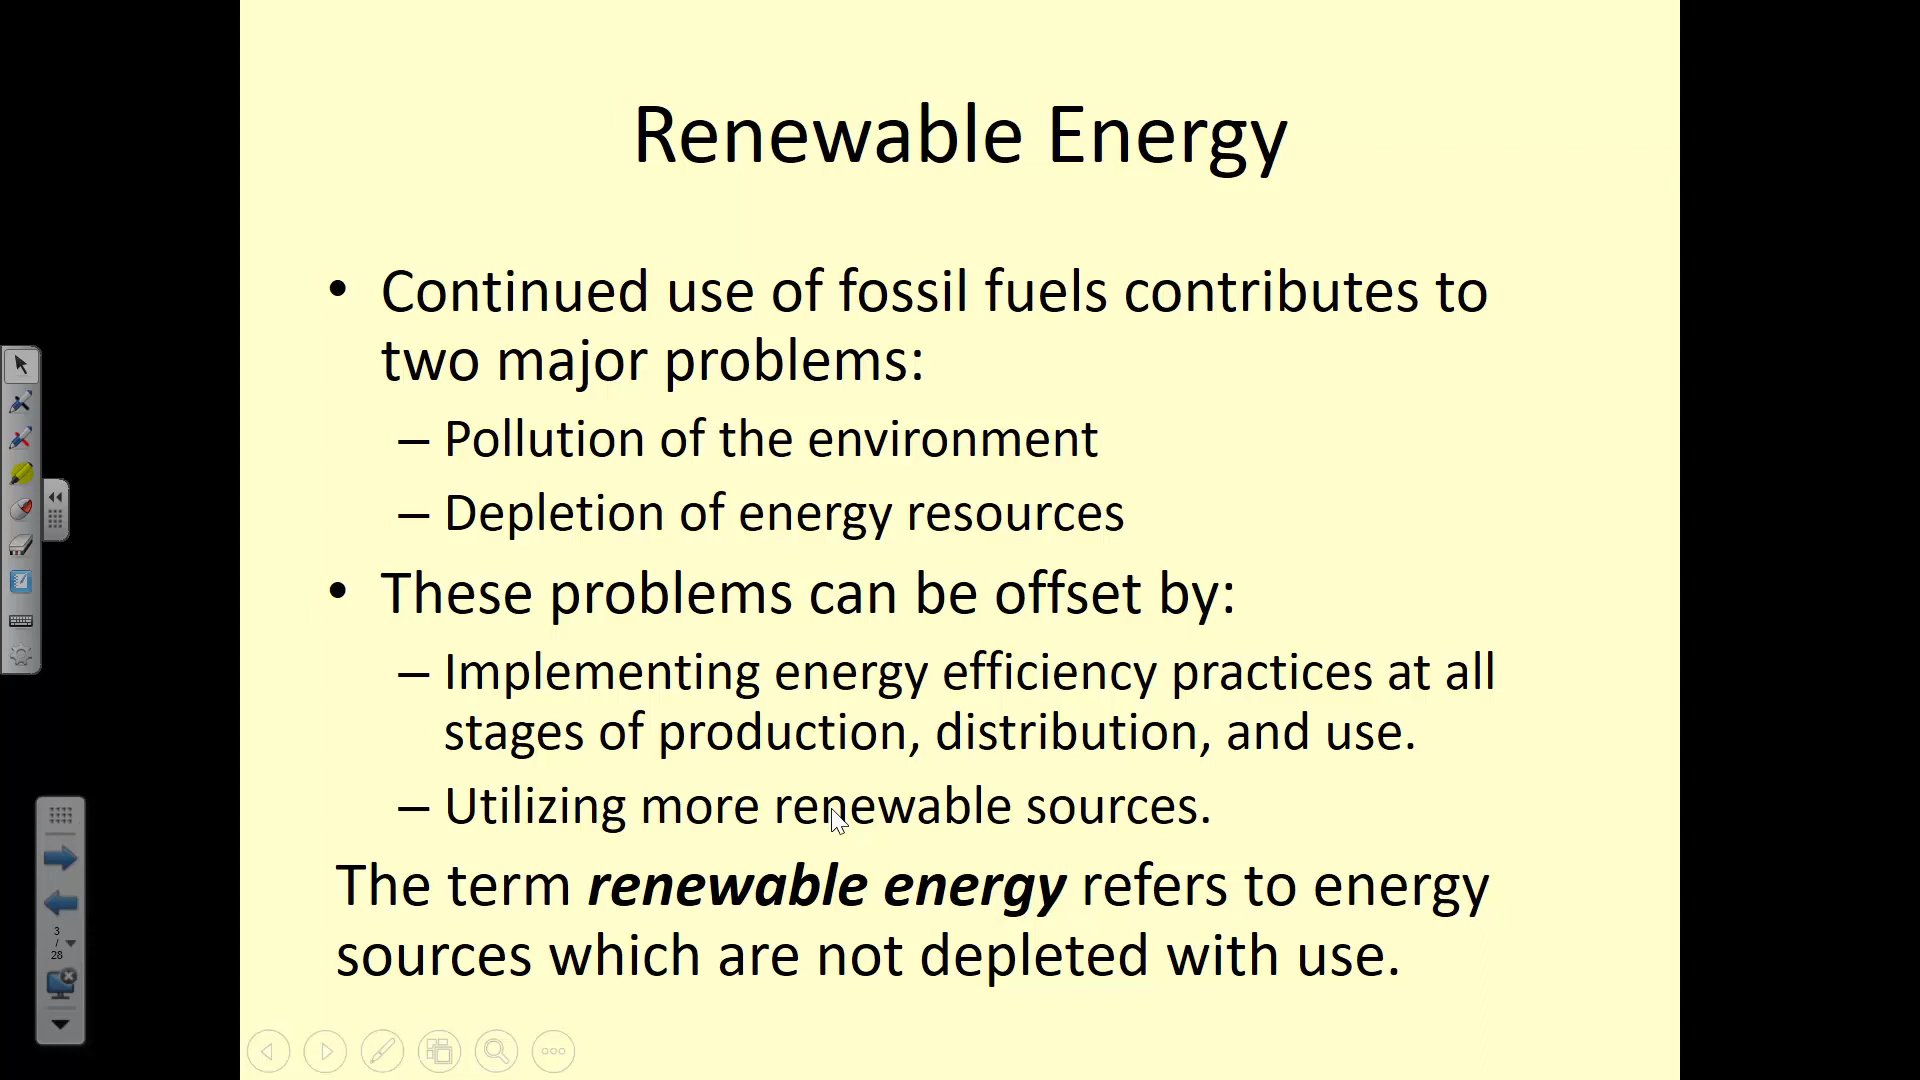 Renewable Energy
• Continued use of fossil fuels contributes to
two major problems:
– Pollution of the environment
– Depletion of energy resources
• These problems can be offset by:
– Implementing energy efficiency practices at all
stages of production, distribution, and use.
– Utilizing more renewable sources.
The term renewable energy refers to energy
sources which are not depleted with use.
3
/
28